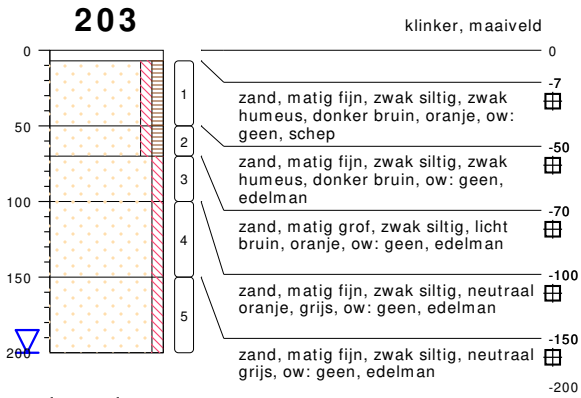 203
klinker, maaiveld
0
0
-7
zand, matig fijn, zwak siltig, zwak
humeus, donker bruin, oranje, ow:
geen, schep
1
50
-50
2
zand, matig fijn, zwak siltig, zwak
humeus, donker bruin, ow: geen,
edelman
3
100
-70
zand, matig grof, zwak siltig, licht
bruin, oranje, ow: geen, edelman
4
150
-100
zand, matig fijn, zwak siltig, neutraal
oranje, grijs, ow: geen, edelman
5
200
-150
zand, matig fijn, zwak siltig, neutraal
grijs, ow: geen, edelman
-200